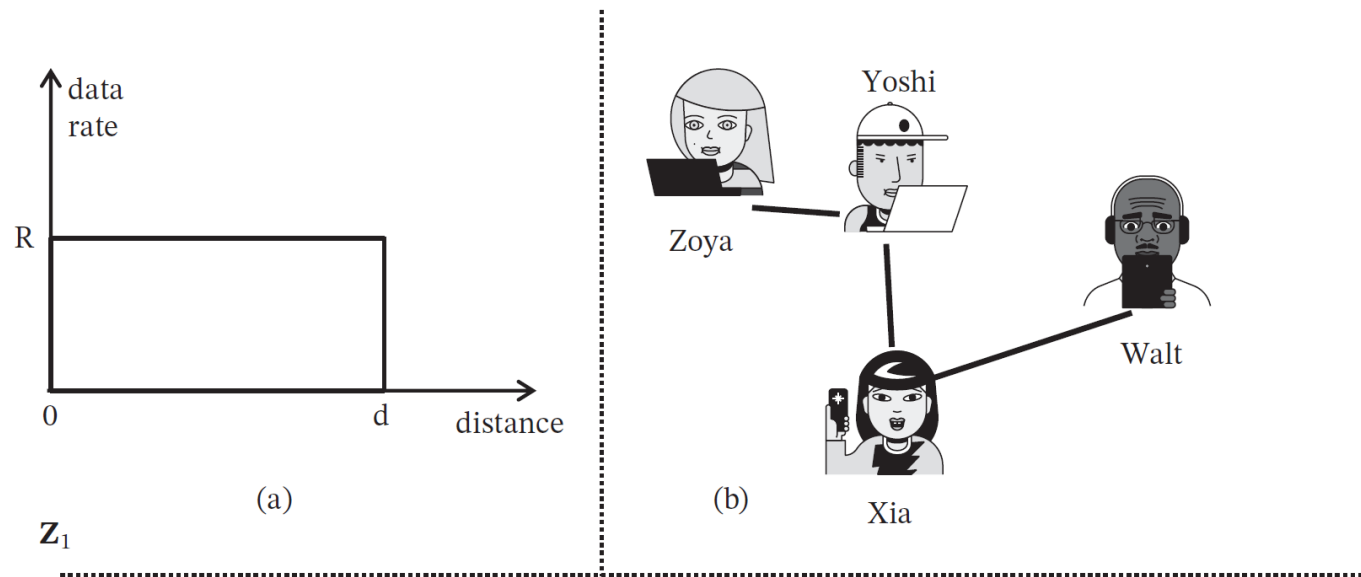 data
rate
R
0
d
distance
(a)
Z1
Yoshi
Zoya
Walt
Xia
(b)